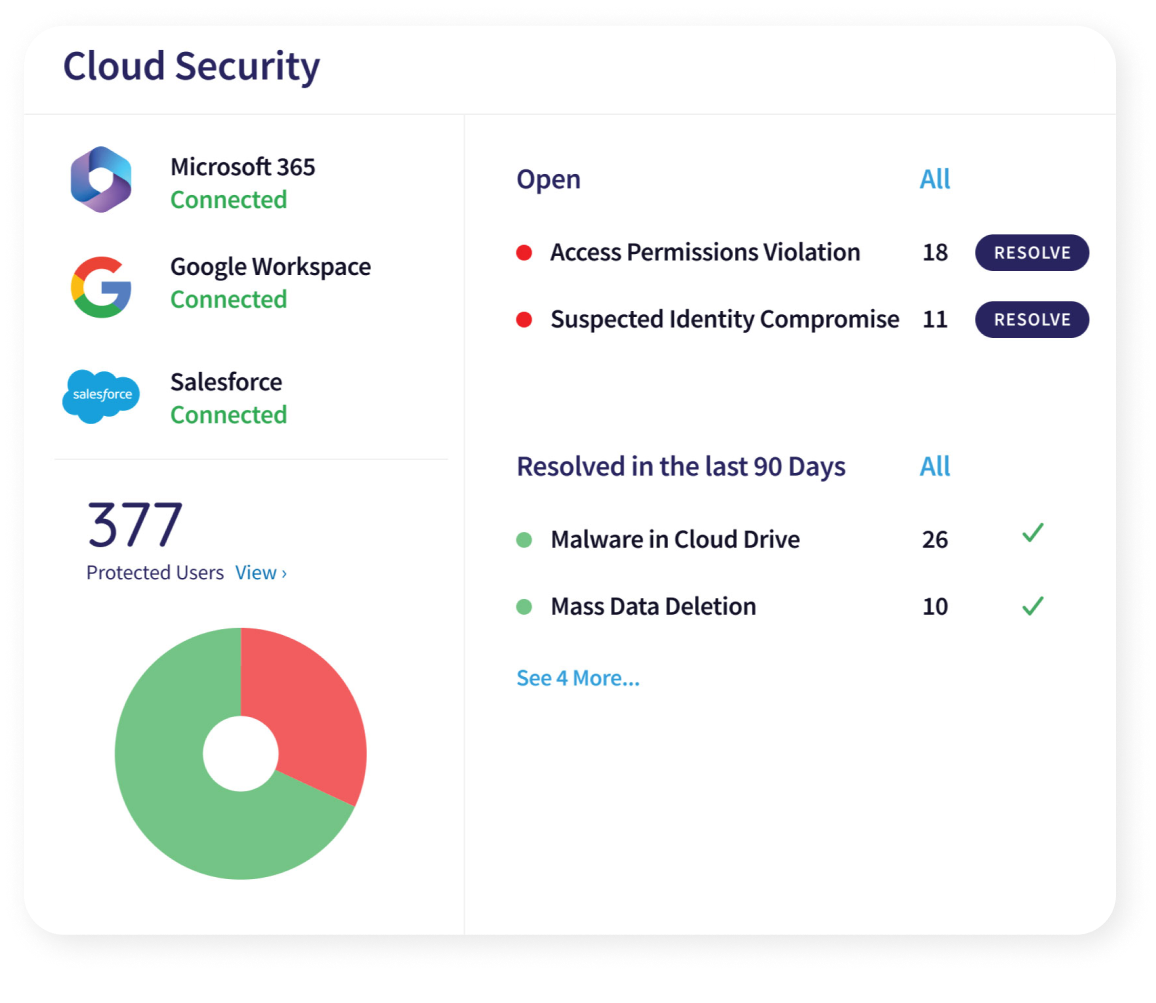 Cloud Security
Microsoft 365
Connected
Google Workspace
Connected
salesforce
Salesforce
Connected
377
Protected Users View ›
Open All
Access Permissions Violation 18 RESOLVE
Suspected Identity Compromise 11 RESOLVE
Resolved in the last 90 Days All
Malware in Cloud Drive 26
Mass Data Deletion 10
See 4 More...